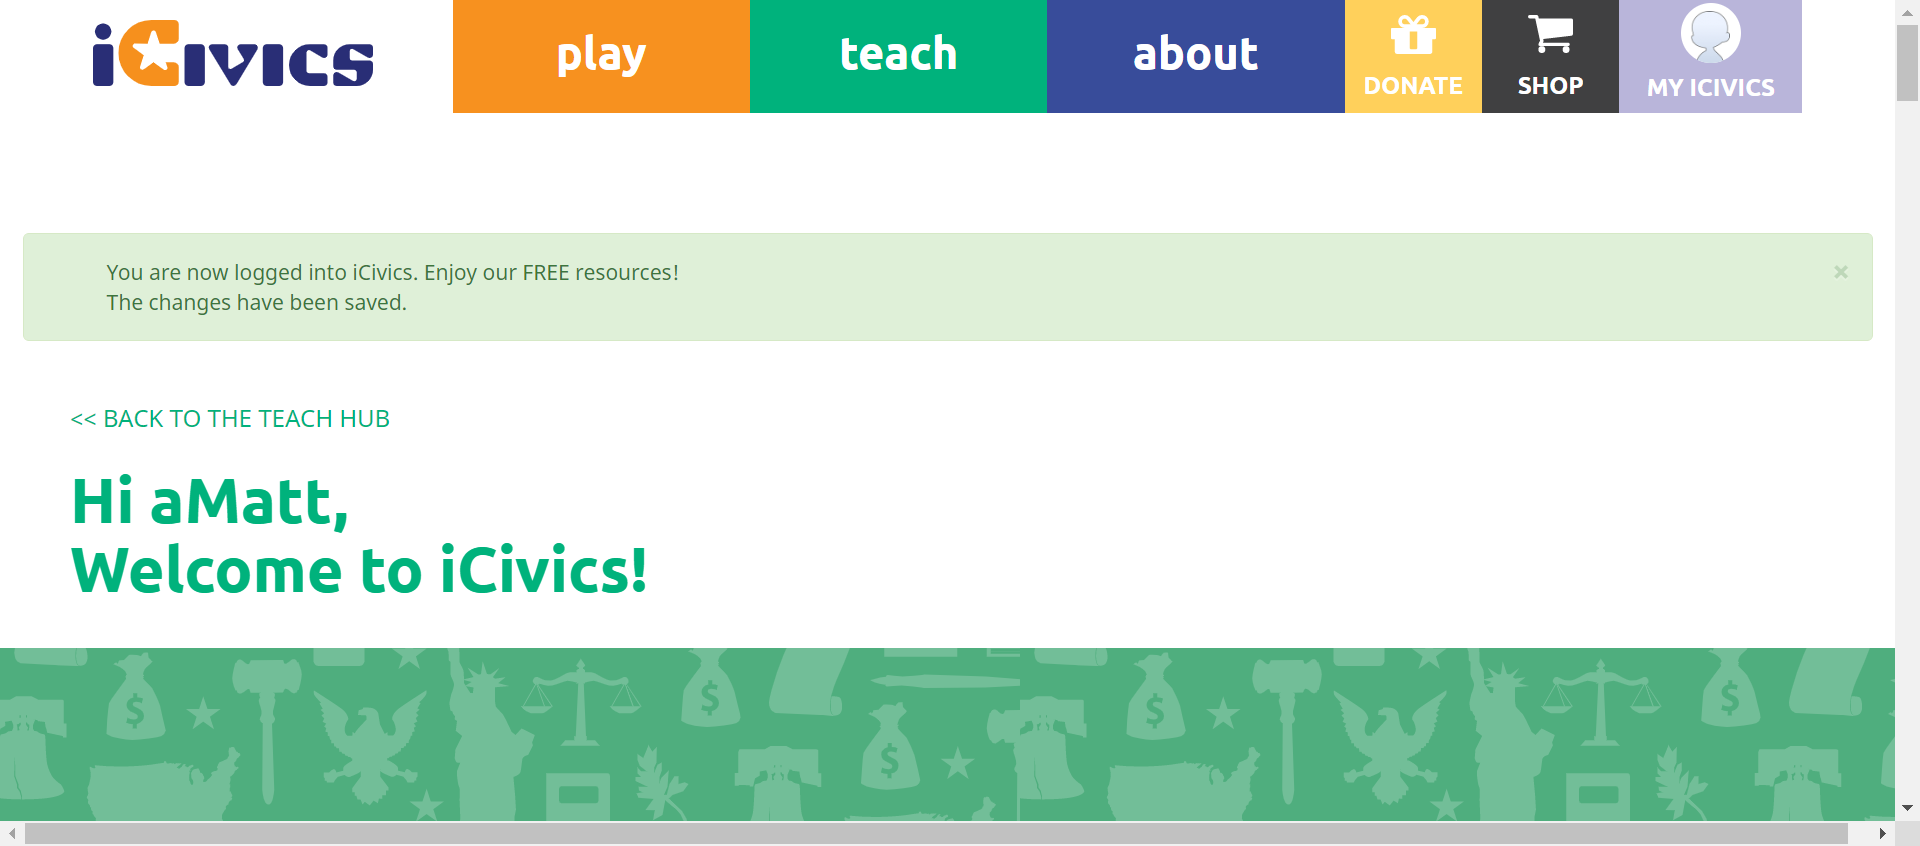 iCivics
play
teach
about
DONATE
SHOP
MY ICIVICS
You are now logged into iCivics. Enjoy our FREE resources!
The changes have been saved.
×
<< BACK TO THE TEACH HUB
Hi aMatt,
Welcome to iCivics!